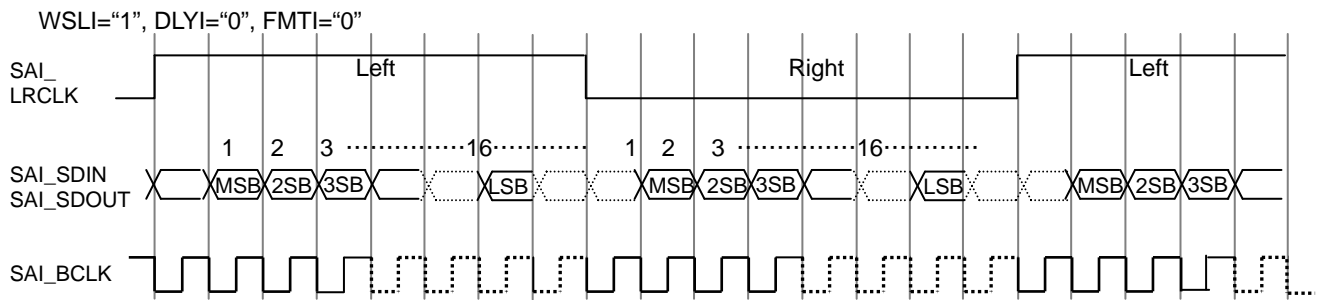 WSLI=“1”, DLYI=“0”, FMTI=“0”
SAI_
LRCLK
Left Right Left
1 2 3 16 1 2 3 16
SAI_SDIN
SAI_SDOUT
MSB 2SB 3SB LSB MSB 2SB 3SB LSB MSB 2SB 3SB
SAI_BCLK